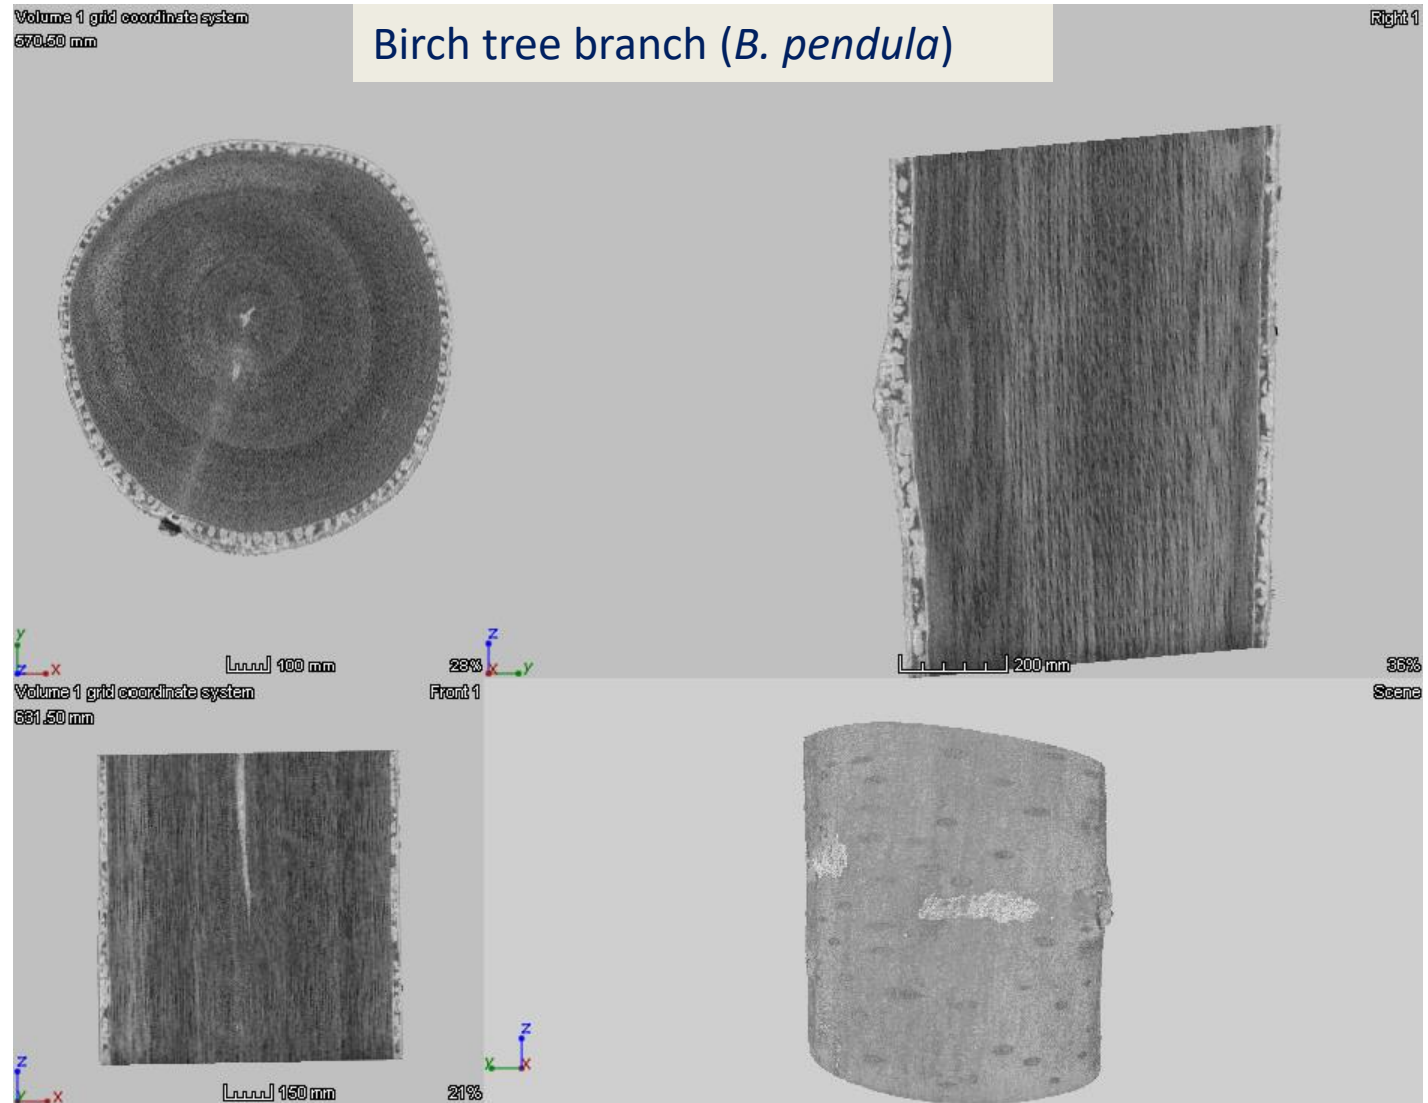 Volume 1 grid coordinate system
570.50 mm
Birch tree branch (B. pendula)
Right 1
y
z x
100 mm
28%
z
x y
200 mm
36%
Volume 1 grid coordinate system
631.50 mm
Front 1
Scene
z
y x
150 mm
21%
z
y x